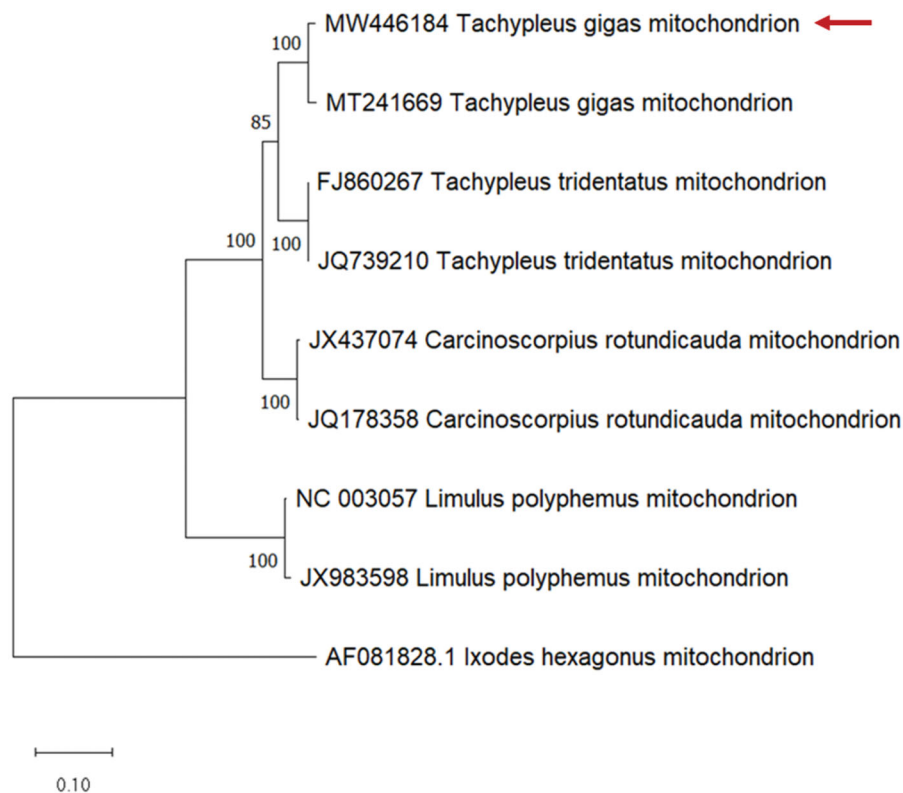 MW446184 Tachypleus gigas mitochondrion
100
MT241669 Tachypleus gigas mitochondrion
85
FJ860267 Tachypleus tridentatus mitochondrion
100
100
JQ739210 Tachypleus tridentatus mitochondrion
JX437074 Carcinoscorpius rotundicauda mitochondrion
100
JQ178358 Carcinoscorpius rotundicauda mitochondrion
NC 003057 Limulus polyphemus mitochondrion
100
JX983598 Limulus polyphemus mitochondrion
AF081828.1 Ixodes hexagonus mitochondrion
0.10